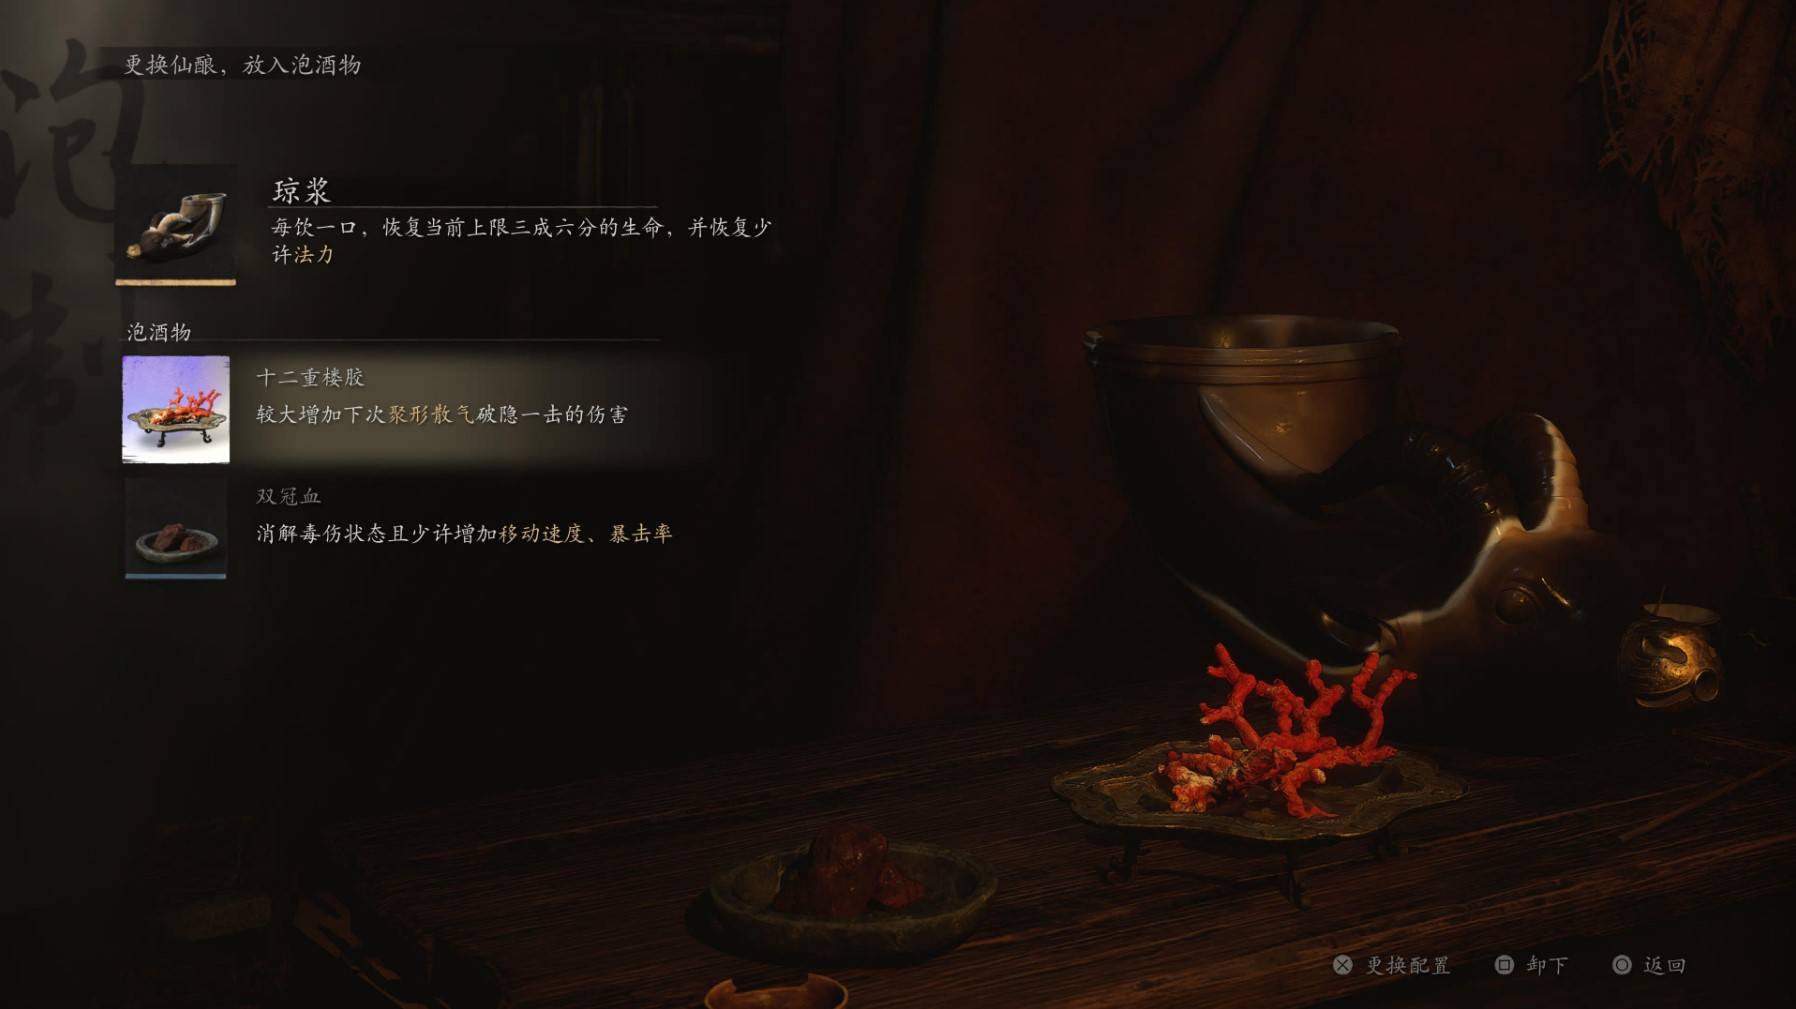 更换仙酿，放入泡酒物
泡制
琼浆
每饮一口，恢复当前上限三成六分的生命，并恢复少
许法力
泡酒物
十二重楼胶
较大增加下次聚形散气破隐一击的伤害
双冠血
消解毒伤状态且少许增加移动速度、暴击率
更换配置 卸下 返回